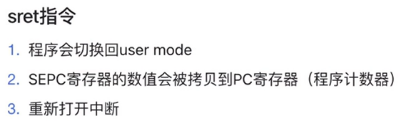 sret指令
1. 程序会切换回user mode
2. SEPC寄存器的数值会被拷贝到PC寄存器（程序计数器）
3. 重新打开中断